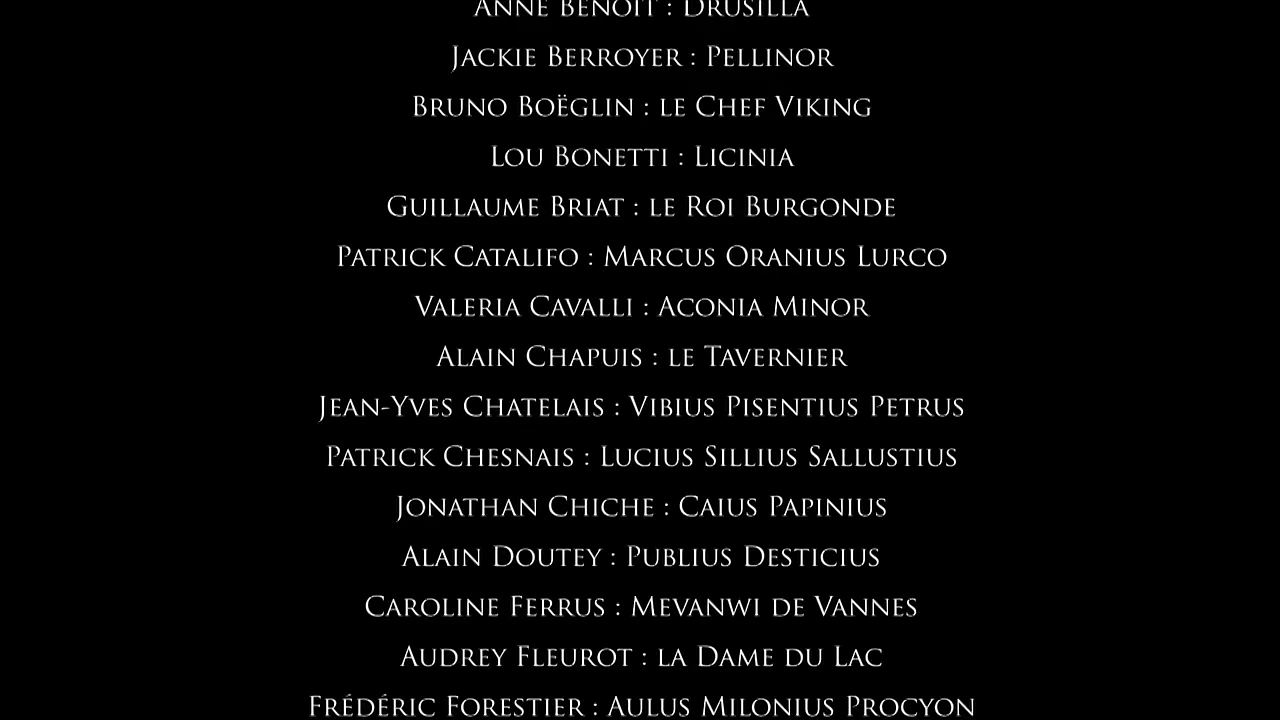 Anne Benoît : Drusilla
Jackie Berroyer : Pellinor
Bruno Boëglin : le Chef Viking
Lou Bonetti : Licinia
Guillaume Briat : le Roi Burgonde
Patrick Catalifo : Marcus Oranius Lurco
Valeria Cavalli : Aconia Minor
Alain Chapuis : le Tavernier
Jean-Yves Chatelais : Vibius Pisentius Petrus
Patrick Chesnais : Lucius Sillius Sallustius
Jonathan Chiche : Caius Papinius
Alain Doutey : Publius Desticius
Caroline Ferrus : Mevanwi de Vannes
Audrey Fleurot : la Dame du Lac
Frédéric Forestier : Aulus Milonius Procyon